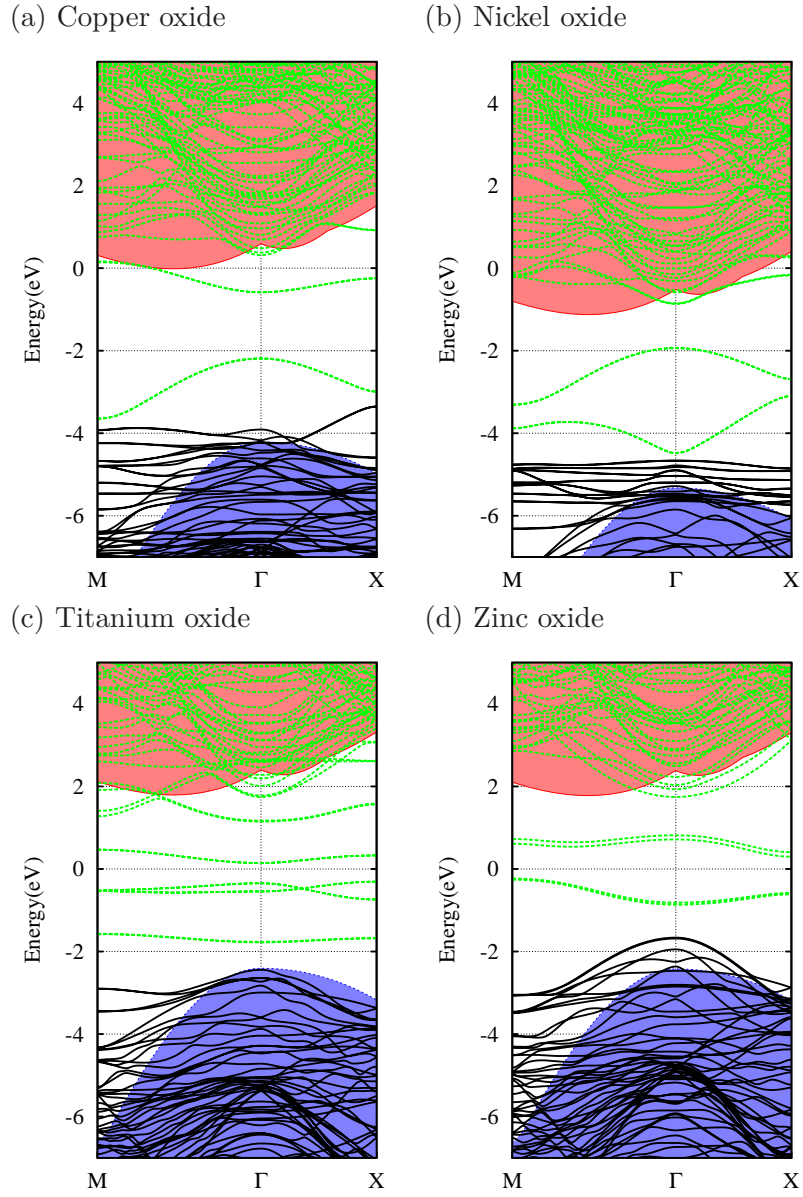 (a) Copper oxide
(b) Nickel oxide
Energy(eV)
4
2
0
-2
-4
-6
M
Γ
X
Energy(eV)
4
2
0
-2
-4
-6
M
Γ
X
(c) Titanium oxide
(d) Zinc oxide
Energy(eV)
4
2
0
-2
-4
-6
M
Γ
X
Energy(eV)
4
2
0
-2
-4
-6
M
Γ
X